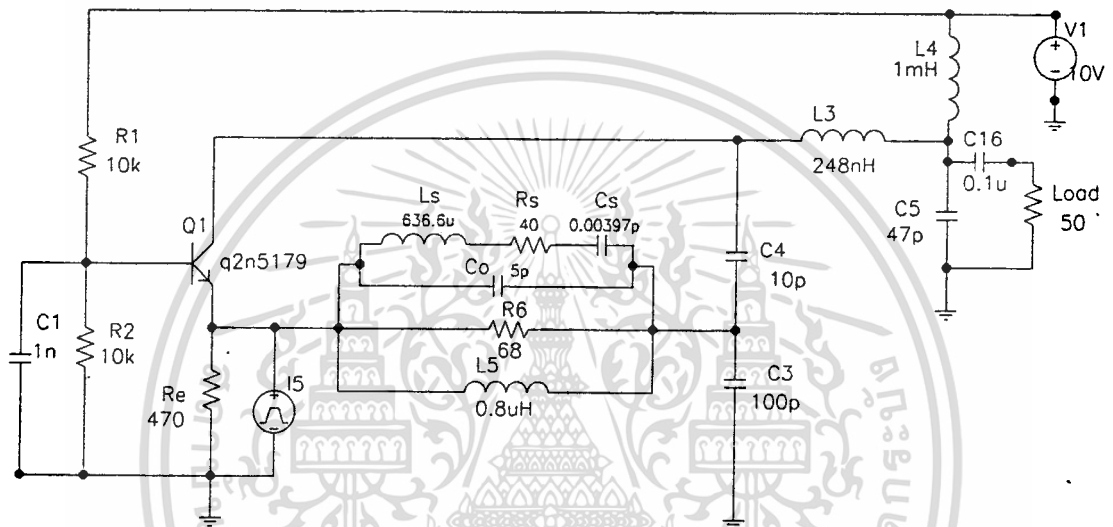 V1
10V
L4
1mH
L3
248nH
C16
0.1u
Load
50
C5
47p
R1
10k
Ls
636.6u
Rs
40
Cs
0.00397p
Co
5p
C4
10p
Q1
q2n5179
R6
68
C1
1n
R2
10k
L5
0.8uH
C3
100p
Re
470
I5